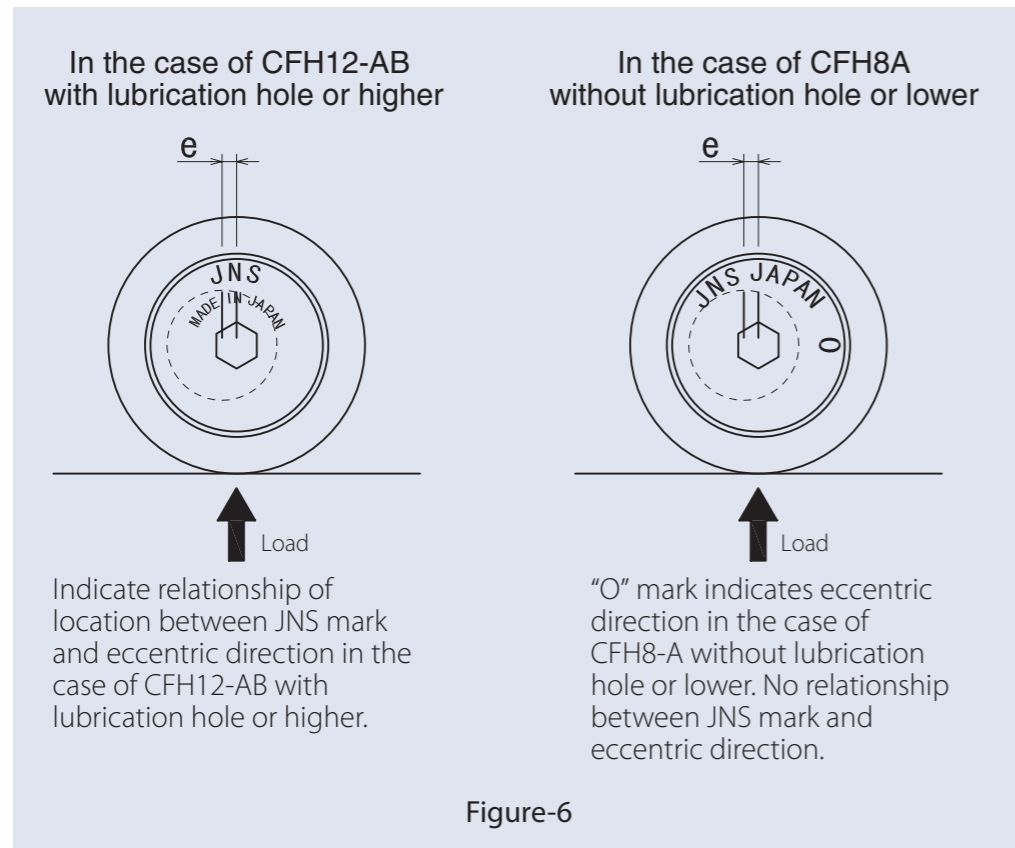 In the case of CFH12-AB
with lubrication hole or higher
e
JNS
MADE IN JAPAN
Load
Indicate relationship of
location between JNS mark
and eccentric direction in the
case of CFH12-AB with
lubrication hole or higher.
In the case of CFH8A
without lubrication hole or lower
e
JNS JAPAN
O
Load
“O” mark indicates eccentric
direction in the case of
CFH8-A without lubrication
hole or lower. No relationship
between JNS mark and
eccentric direction.
Figure-6